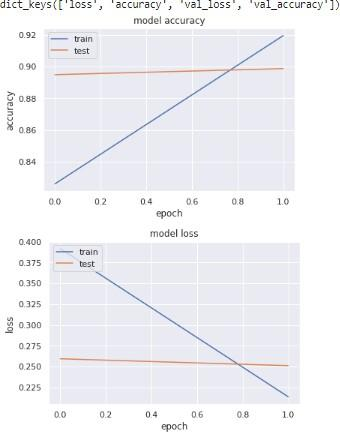 dict_keys(['loss', 'accuracy', 'val_loss', 'val_accuracy'])
model accuracy
train
test
0.92
0.90
0.88
0.86
0.84
accuracy
0.0 0.2 0.4 0.6 0.8 1.0
epoch
model loss
train
test
0.400
0.375
0.350
0.325
0.300
0.275
0.250
0.225
loss
0.0 0.2 0.4 0.6 0.8 1.0
epoch